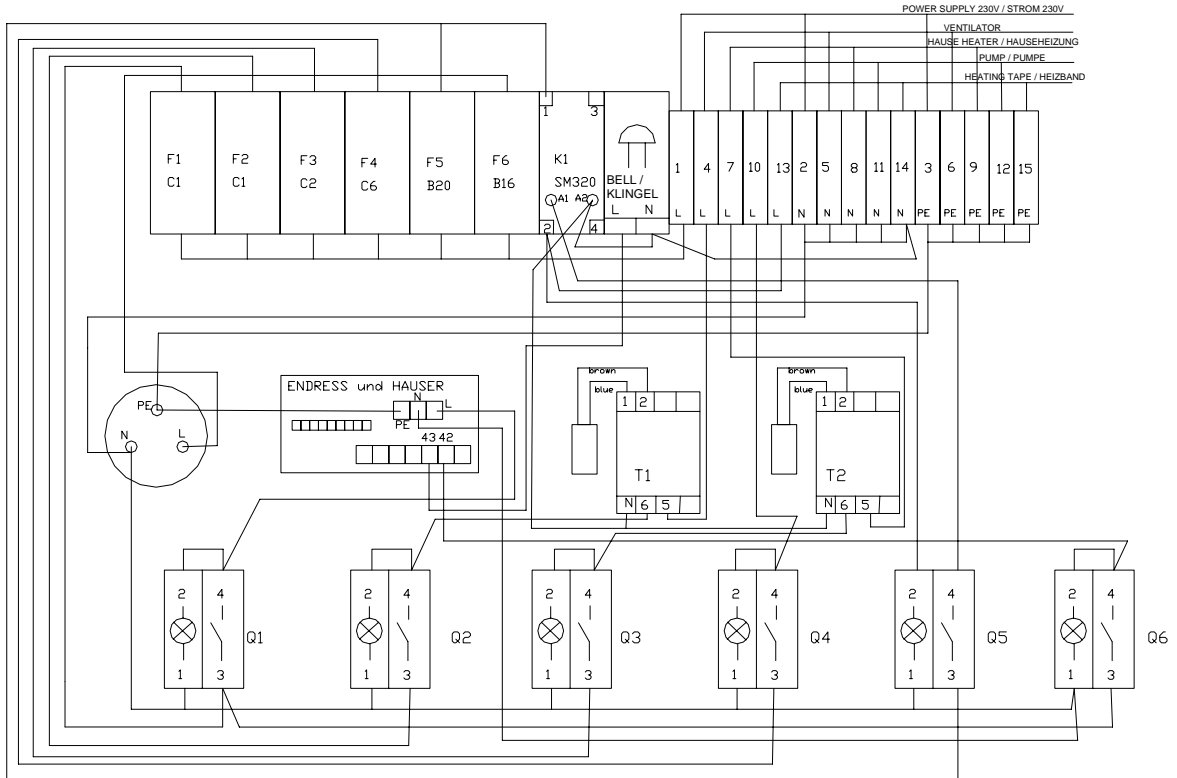 POWER SUPPLY 230V / STROM 230V
VENTILATOR
HAUSE HEATER / HAUSEHEIZUNG
PUMP / PUMPE
HEATING TAPE / HEIZBAND
1 3
F1 F2 F3 F4 F5 F6 K1
C1 C1 C2 C6 B20 B16 SM320
A1 A2
2 4
BELL /
KLINGEL
L N
1 4 7 10 13 2 5 8 11 14 3 6 9 12 15
L L L L L N N N N N PE PE PE PE PE
PE
N L
ENDRESS und HAUSER
N L
PE
43 42
brown
blue
1 2
T1
N 6 5
brown
blue
1 2
T2
N 6 5
2 4
Q1
1 3
2 4
Q2
1 3
2 4
Q3
1 3
2 4
Q4
1 3
2 4
Q5
1 3
2 4
Q6
1 3